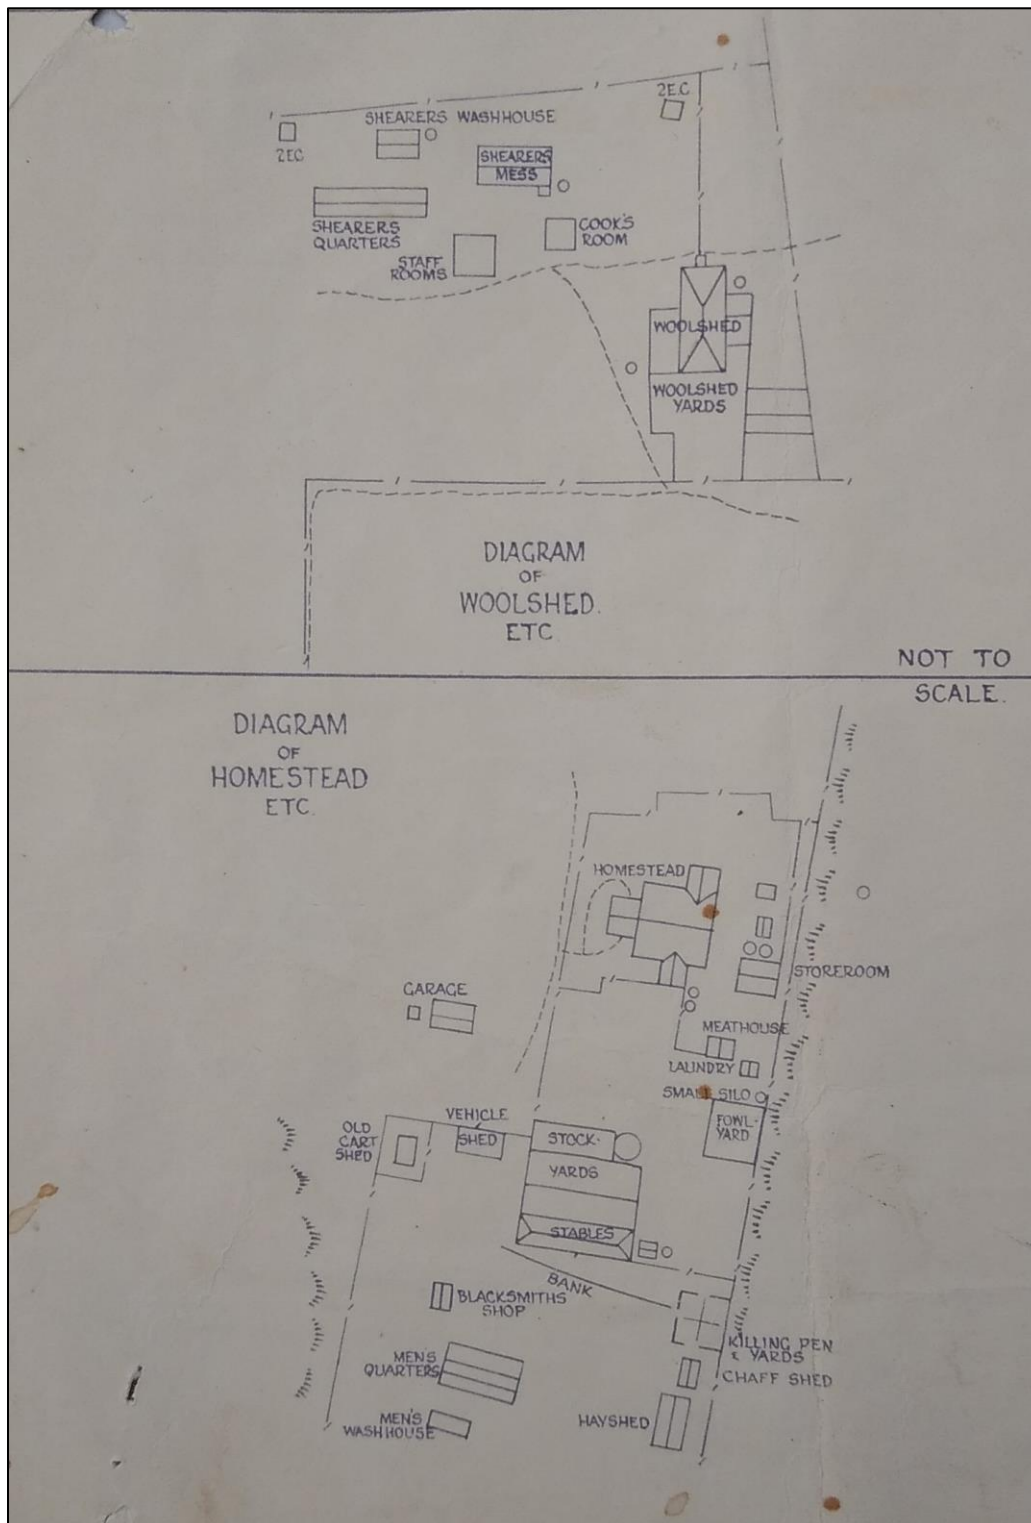 2E.C
SHEARERS WASHHOUSE
2EC
SHEARERS
MESS
SHEARERS
QUARTERS
COOK'S
ROOM
STAFF
ROOMS
WOOLSHED
WOOLSHED
YARDS
DIAGRAM
OF
WOOLSHED.
ETC
NOT TO
SCALE.
DIAGRAM
OF
HOMESTEAD
ETC.
HOMESTEAD
STOREROOM
GARAGE
MEATHOUSE
LAUNDRY
SMALL SILO
FOWL-
YARD
VEHICLE
SHED
OLD
CART
SHED
STOCK-
YARDS
STABLES
BANK
BLACKSMITHS
SHOP
KILLING PEN
& YARDS
MENS
QUARTERS
CHAFF SHED
HAYSHED
MEN'S
WASHHOUSE